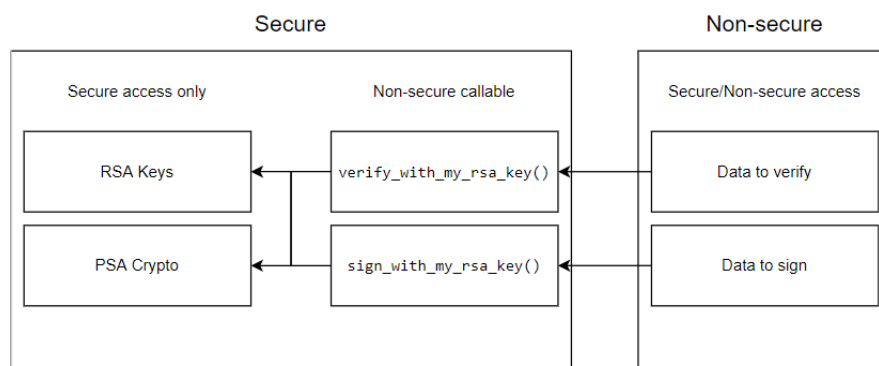 Secure
Non-secure
Secure access only
Non-secure callable
Secure/Non-secure access
RSA Keys
verify_with_my_rsa_key()
Data to verify
PSA Crypto
sign_with_my_rsa_key()
Data to sign